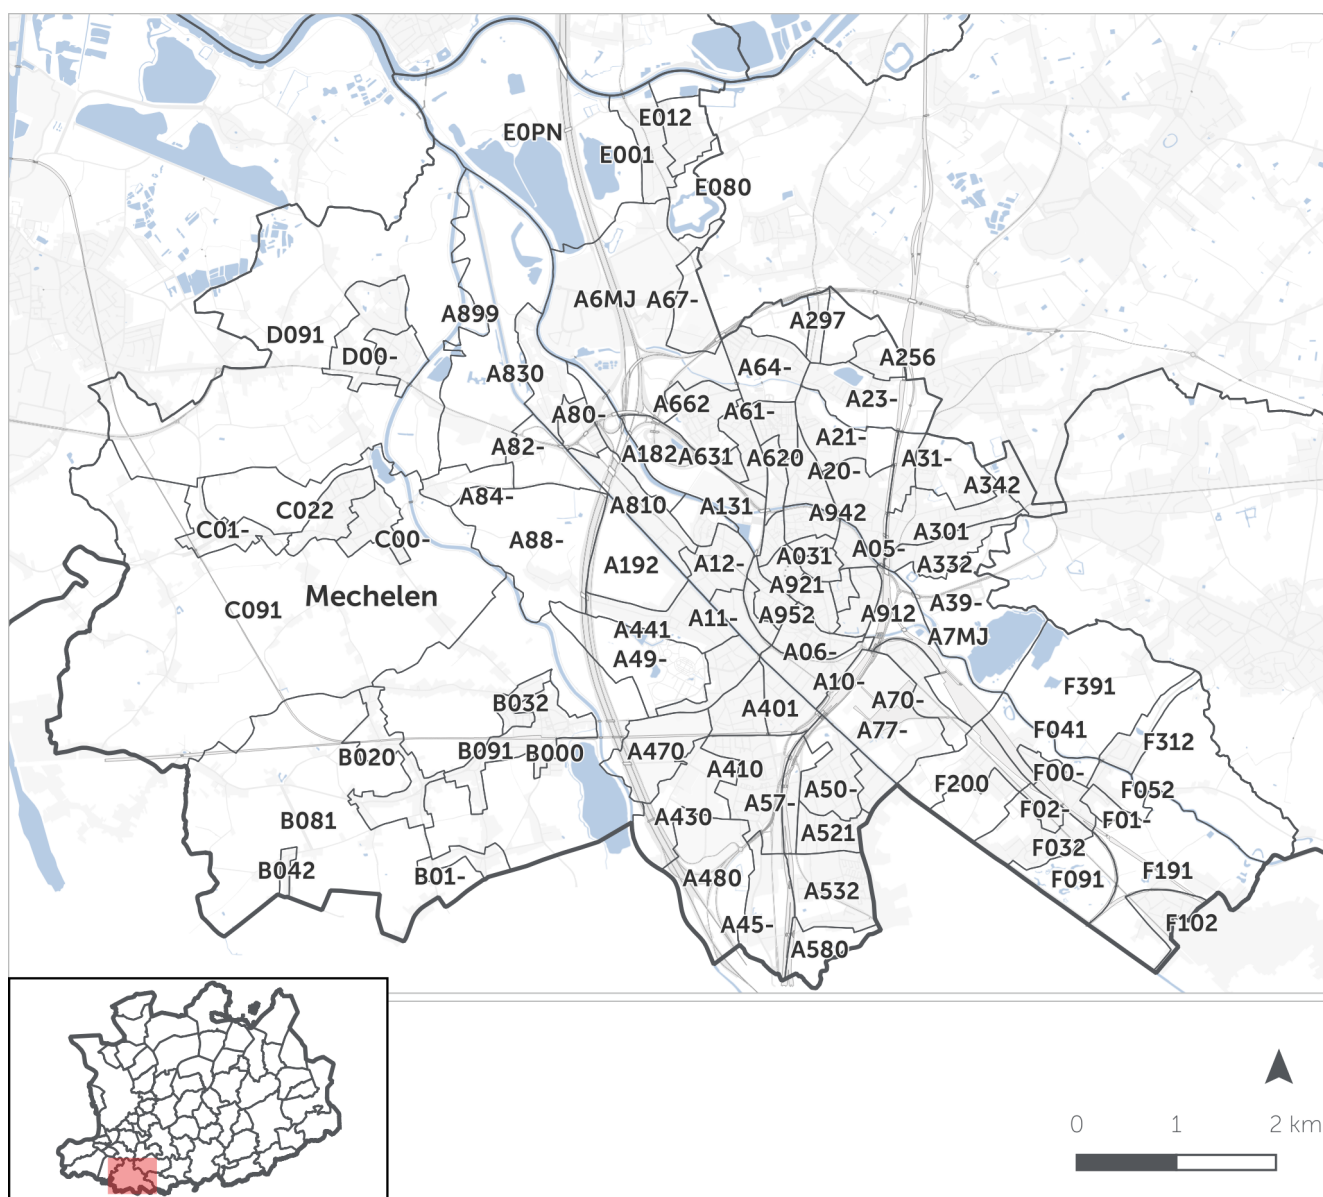 E012
E0PN
E001
E080
A6MJ A67-
A899
A297
D091
D00-
A256
A64-
A830
A23-
A662
A80-
A61-
A21-
A82-
A182 A631 A620
A31-
A20-
A342
A84-
A810
A131
C022
A942
C01-
A301
C00-
A88-
A05-
A031
A192
A12-
A332
A921
Mechelen
A39-
C091
A11-
A952
A912
A441
A7MJ
A06-
A49-
A10-
F391
B032
A70-
A401
F041
A77-
F312
B020
B091 B000
A470
A410
F00-
F200
F052
A50-
A57-
F02-
A430
F01-
B081
A521
F032
B042
F191
B01-
A480
F091
A532
A45-
F102
A580
0 1 2 km